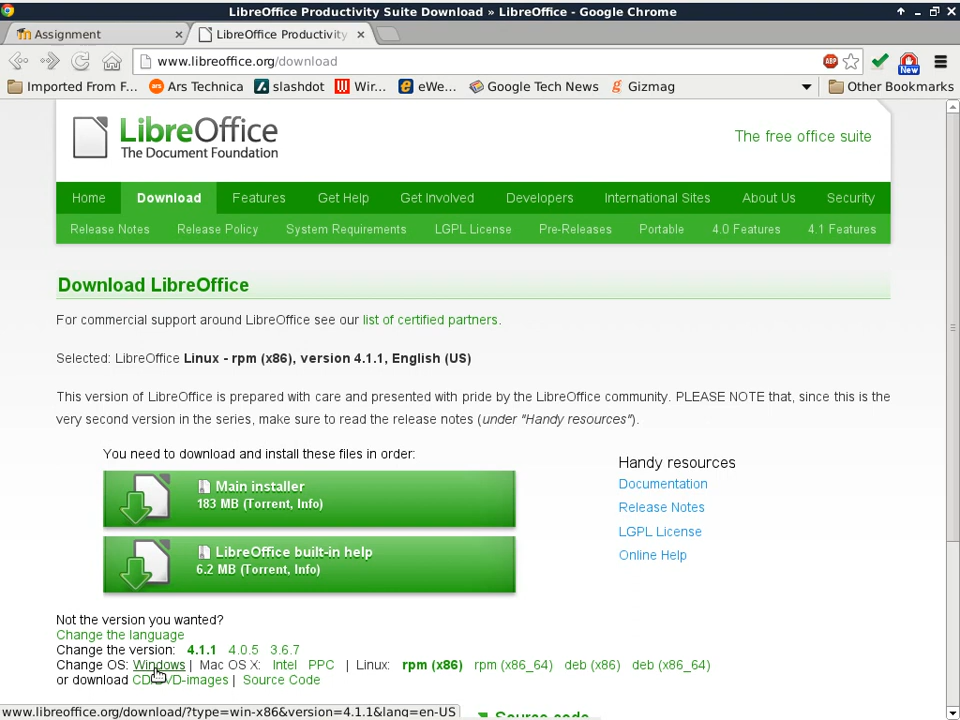 LibreOffice Productivity Suite Download » LibreOffice - Google Chrome
Assignment
LibreOffice Productivity
www.libreoffice.org/download
ABP
New
Imported From F...
ars
Ars Technica
slashdot
Wir...
eWe...
Google Tech News
Gizmag
Other Bookmarks
LibreOffice
The Document Foundation
The free office suite
Home Download Features Get Help Get Involved Developers International Sites About Us Security
Release Notes Release Policy System Requirements LGPL License Pre-Releases Portable 4.0 Features 4.1 Features
Download LibreOffice
For commercial support around LibreOffice see our list of certified partners.
Selected: LibreOffice Linux - rpm (x86), version 4.1.1, English (US)
This version of LibreOffice is prepared with care and presented with pride by the LibreOffice community. PLEASE NOTE that, since this is the
very second version in the series, make sure to read the release notes (under "Handy resources").
You need to download and install these files in order:
Main installer
183 MB (Torrent, Info)
LibreOffice built-in help
6.2 MB (Torrent, Info)
Handy resources
Documentation
Release Notes
LGPL License
Online Help
Not the version you wanted?
Change the language
Change the version: 4.1.1 4.0.5 3.6.7
Change OS: Windows | Mac OS X: Intel PPC | Linux: rpm (x86) rpm (x86_64) deb (x86) deb (x86_64)
or download CD/DVD-images | Source Code
www.libreoffice.org/download/?type=win-x86&version=4.1.1&lang=en-US
Source code